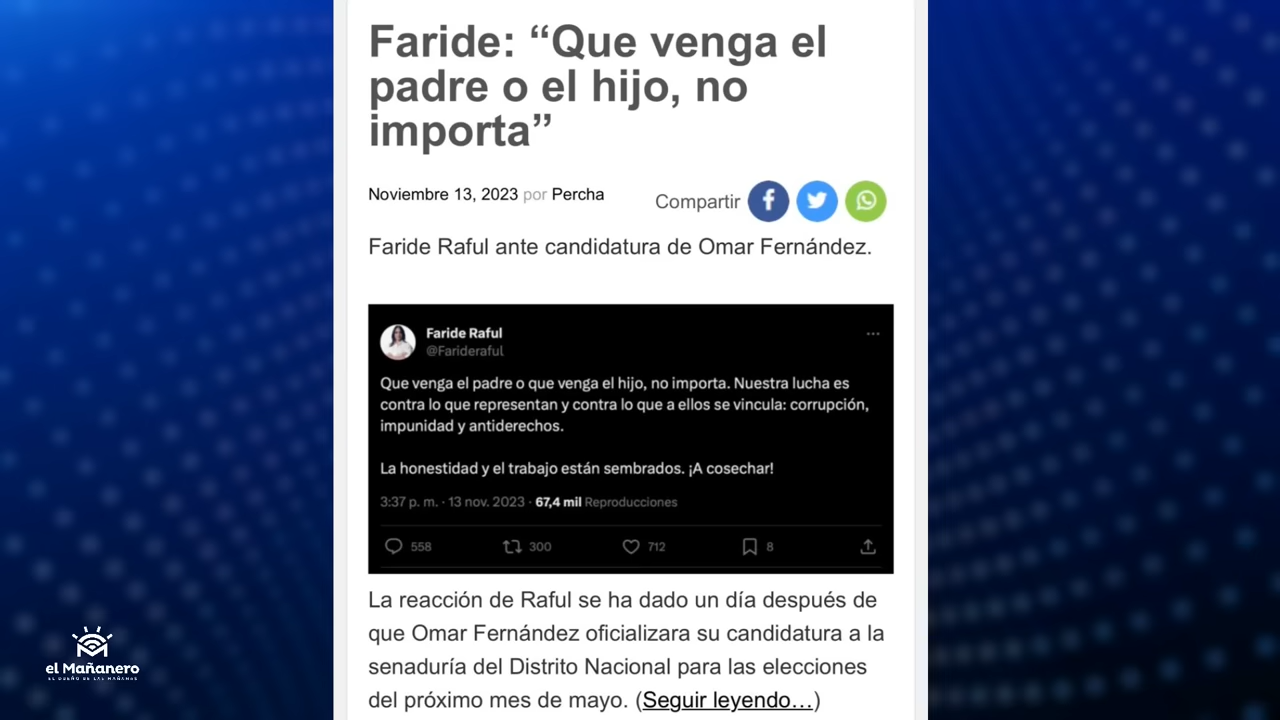 Faride: “Que venga el
padre o el hijo, no
importa”
Noviembre 13, 2023 por Percha
Compartir
Faride Raful ante candidatura de Omar Fernández.
Faride Raful
@Farideraful
Que venga el padre o que venga el hijo, no importa. Nuestra lucha es
contra lo que representan y contra lo que a ellos se vincula: corrupción,
impunidad y antiderechos.
La honestidad y el trabajo están sembrados. ¡A cosechar!
3:37 p. m. · 13 nov. 2023 · 67,4 mil Reproducciones
558 300 712 8
La reacción de Raful se ha dado un día después de
que Omar Fernández oficializara su candidatura a la
senaduría del Distrito Nacional para las elecciones
del próximo mes de mayo. (Seguir leyendo…)
el Mañanero
EL DUEÑO DE LAS MAÑANAS